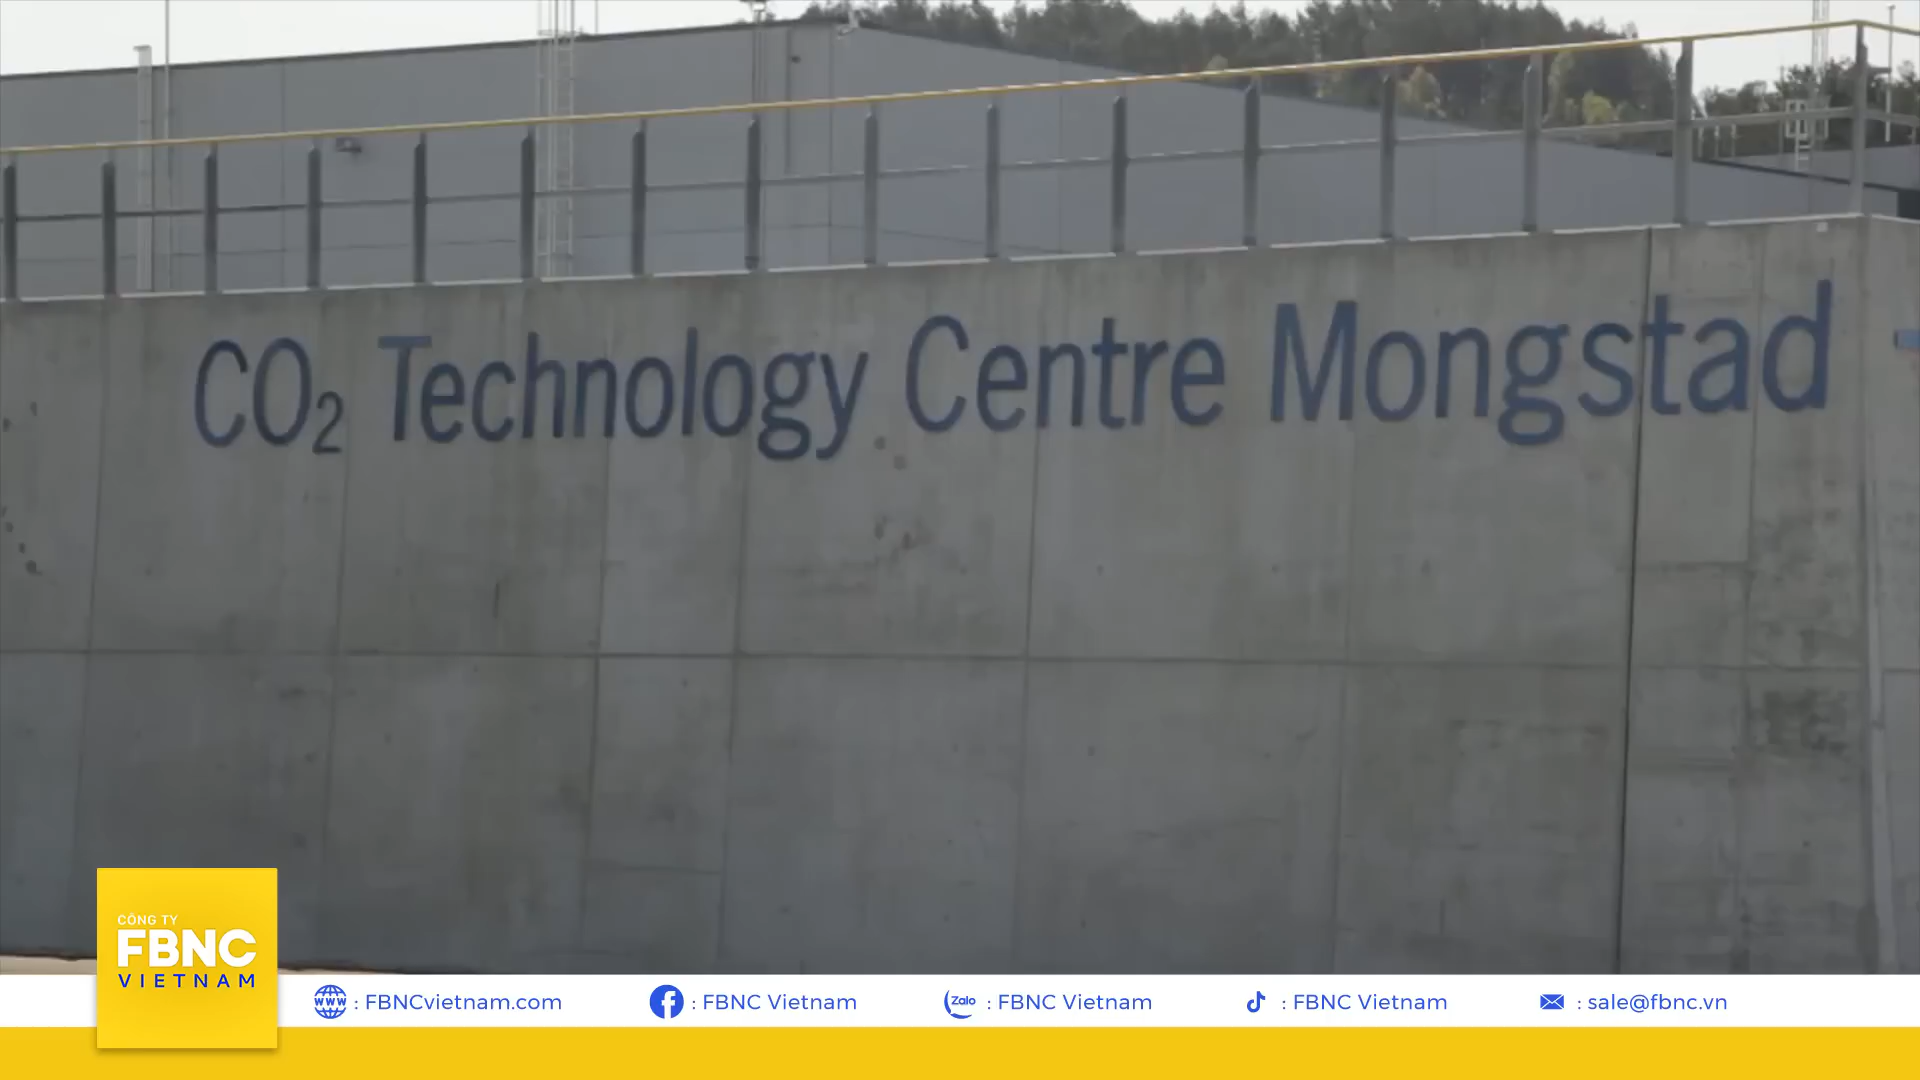 CO₂ Technology Centre Mongstad
CÔNG TY
FBNC
VIETNAM
www : FBNCvietnam.com
: FBNC Vietnam
Zalo : FBNC Vietnam
: FBNC Vietnam
: sale@fbnc.vn